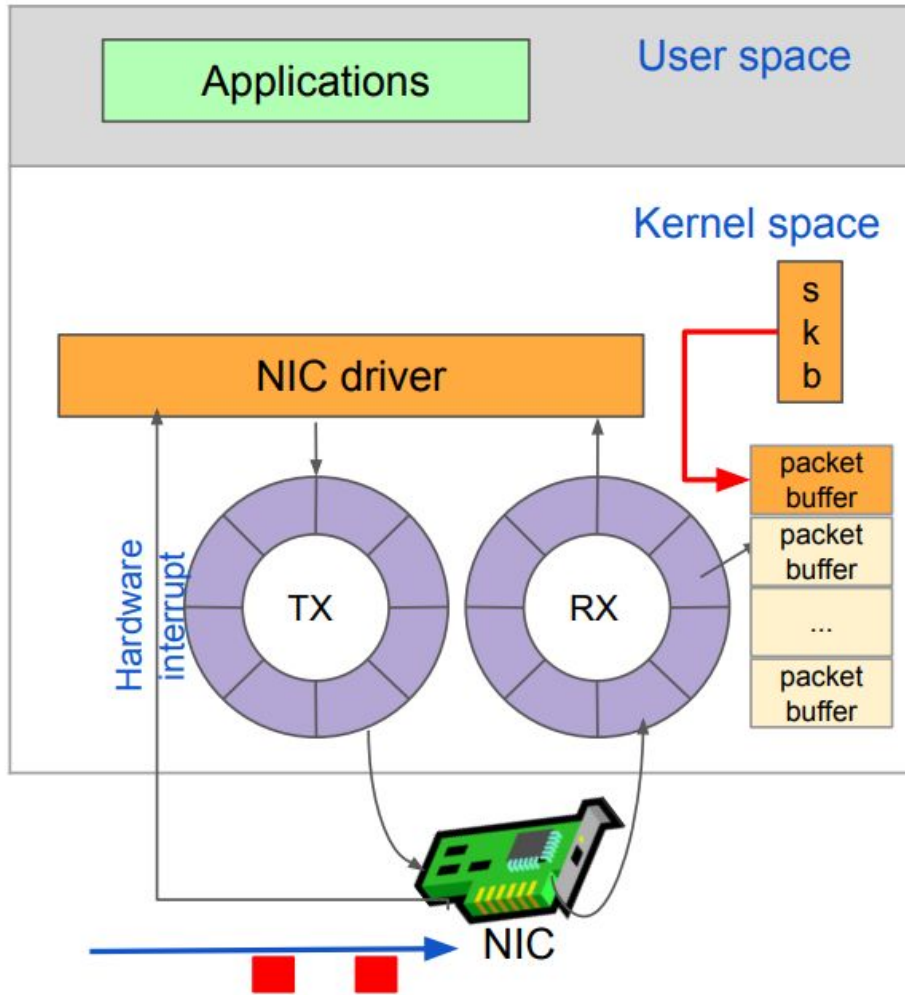 User space
Applications
Kernel space
s
k
b
NIC driver
packet
buffer
packet
buffer
...
packet
buffer
Hardware
interrupt
TX
RX
NIC